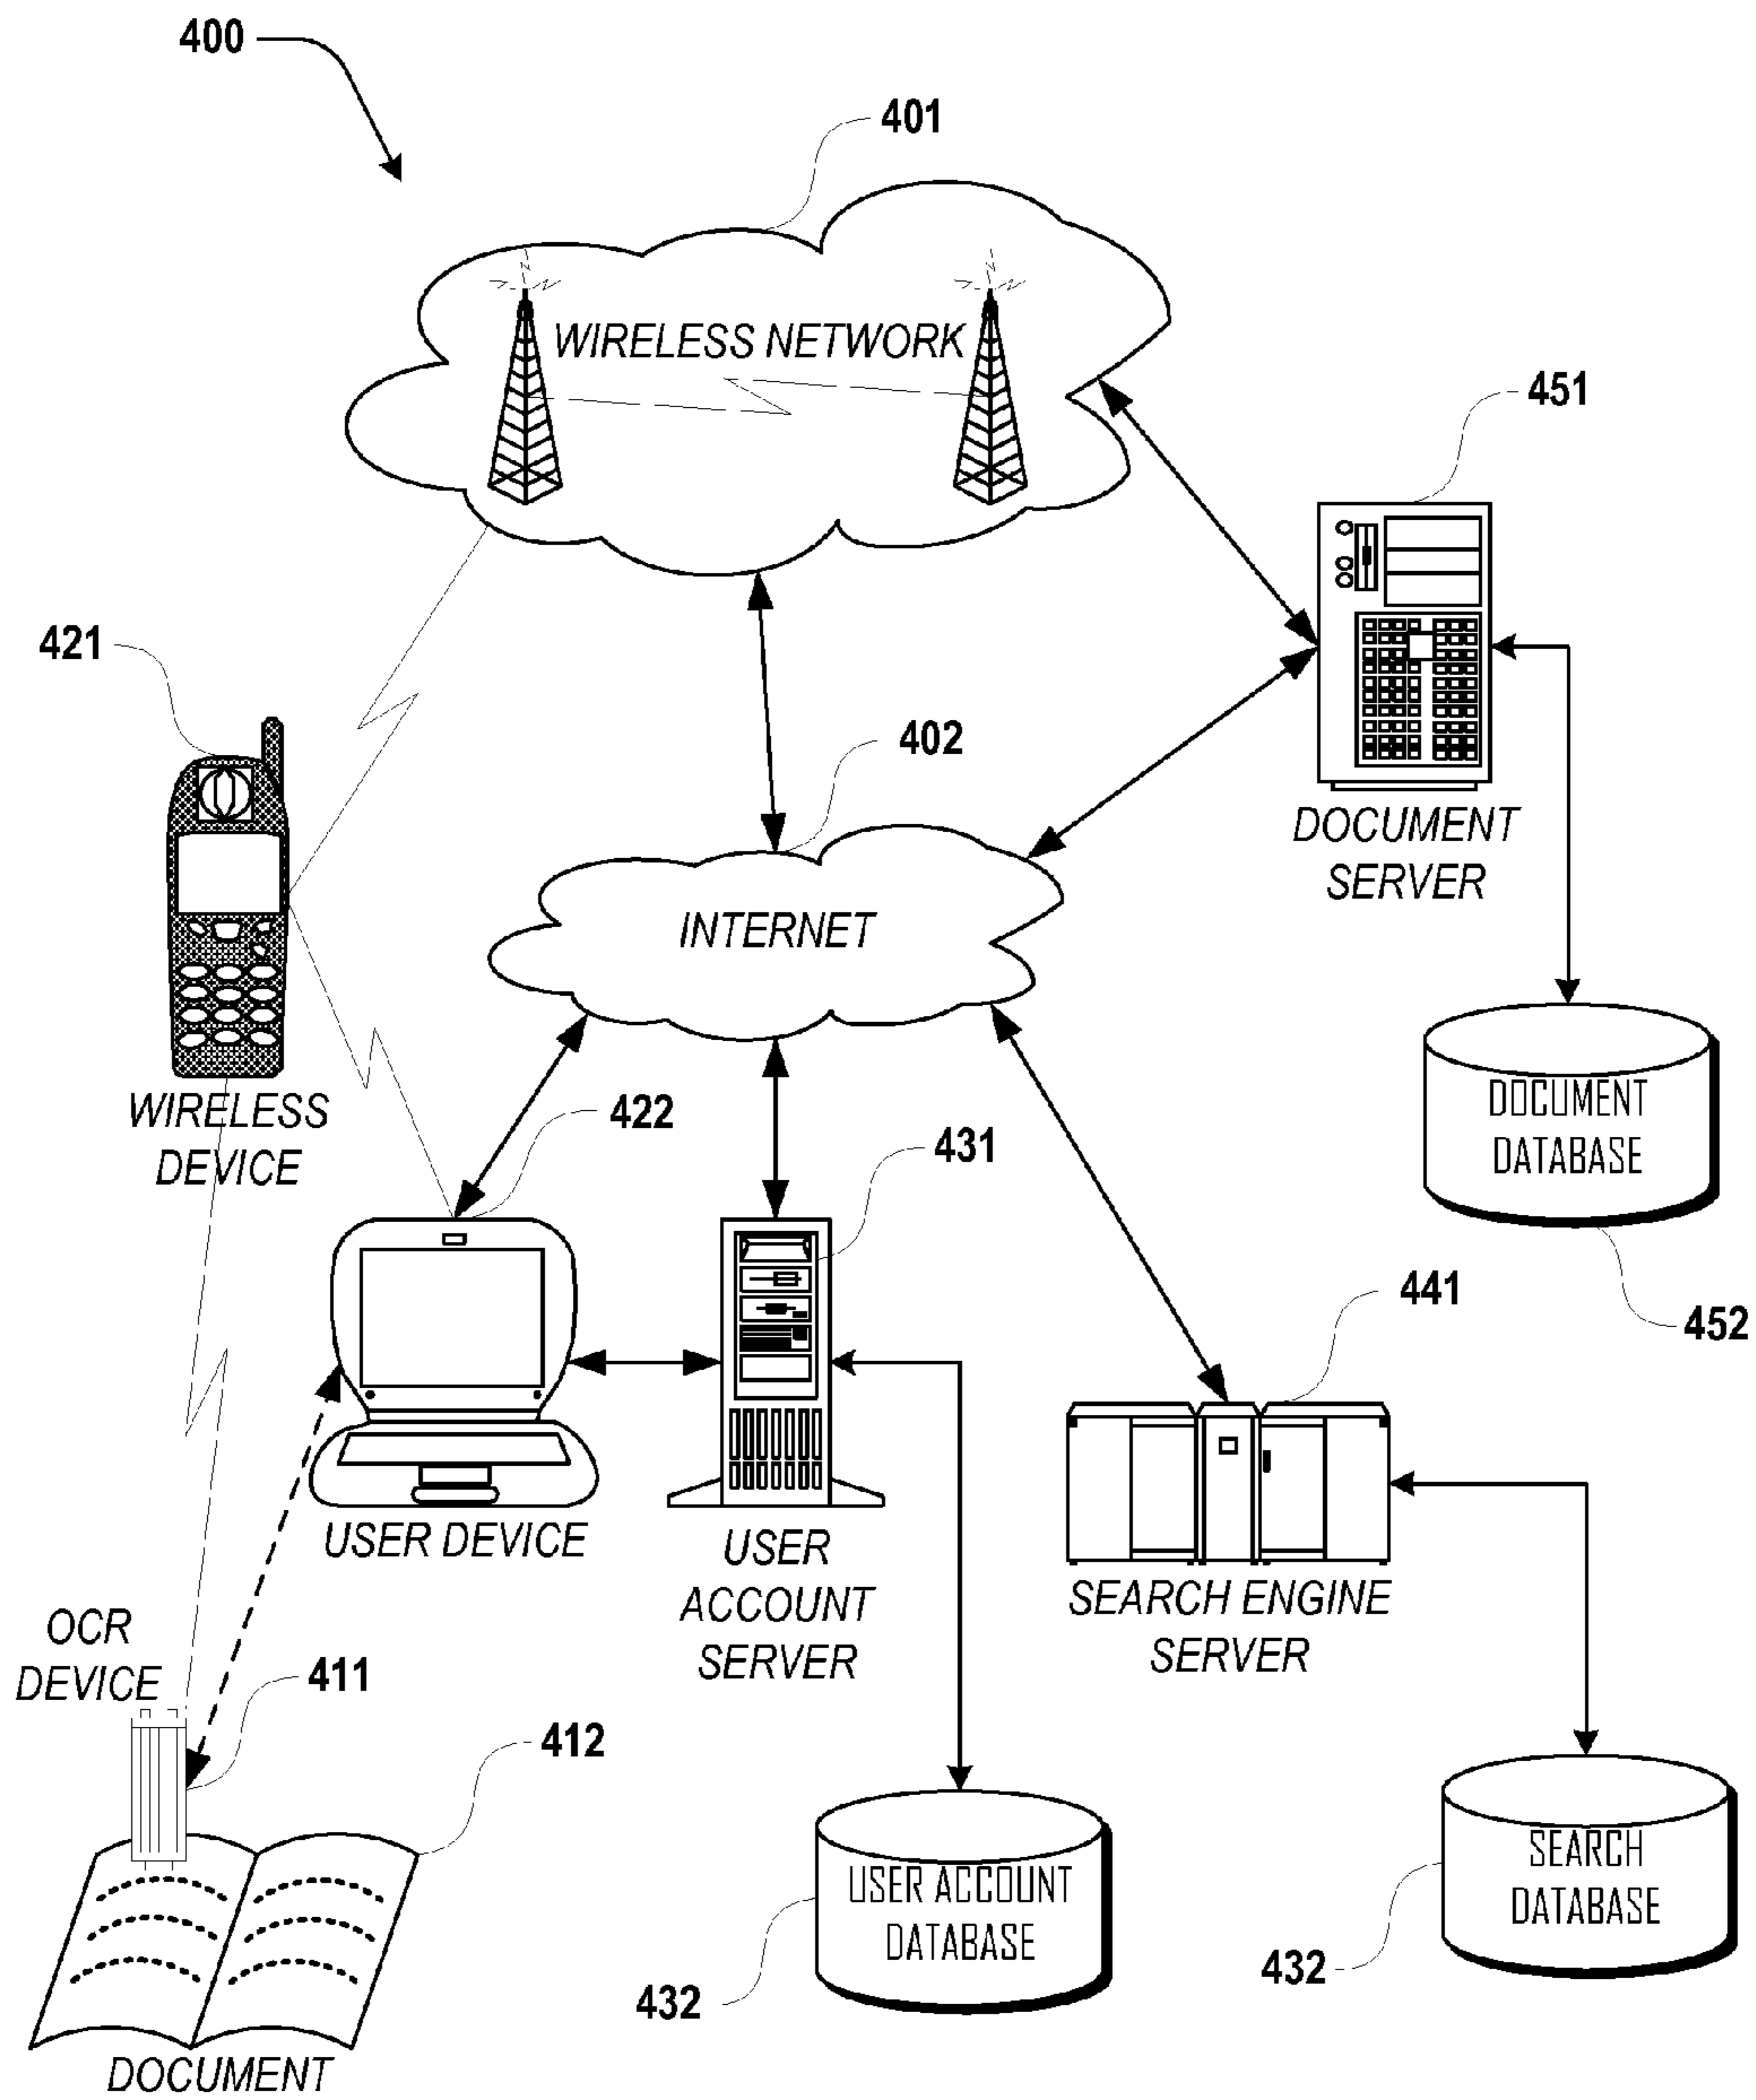 400
401
WIRELESS NETWORK
451
421
402
DOCUMENT
SERVER
INTERNET
WIRELESS
DEVICE
422
431
DOCUMENT
DATABASE
452
441
USER DEVICE
USER
ACCOUNT
SERVER
SEARCH ENGINE
SERVER
OCR
DEVICE
411
412
USER ACCOUNT
DATABASE
432
SEARCH
DATABASE
432
DOCUMENT